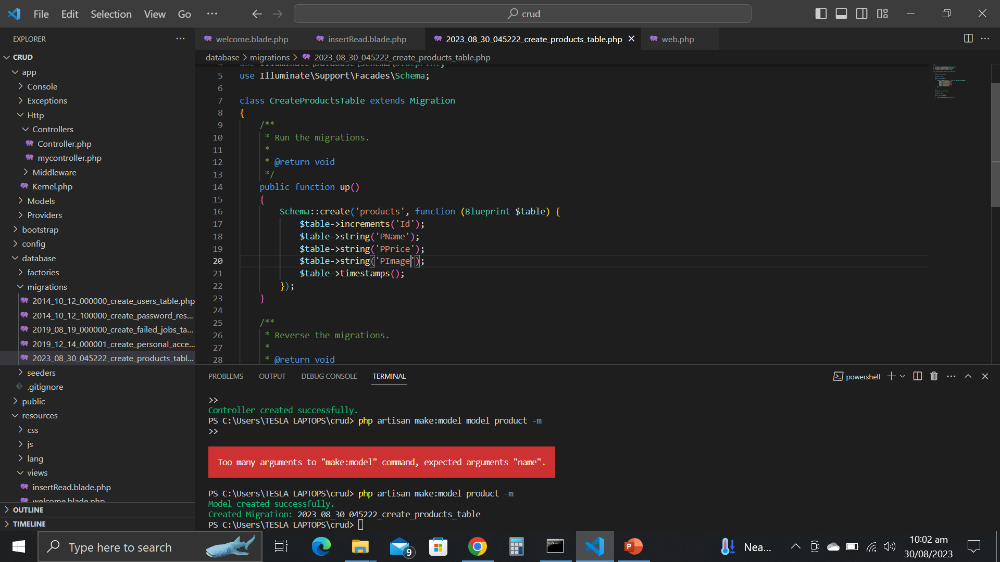 File Edit Selection View Go ···
crud
EXPLORER
CRUD
app
Console
Exceptions
Http
Controllers
Controller.php
mycontroller.php
Middleware
Kernel.php
Models
Providers
bootstrap
config
database
factories
migrations
2014_10_12_000000_create_users_table.php
2014_10_12_100000_create_password_res...
2019_08_19_000000_create_failed_jobs_ta...
2019_12_14_000001_create_personal_acce...
2023_08_30_045222_create_products_tabl...
seeders
.gitignore
public
resources
css
js
lang
views
insertRead.blade.php
welcome.blade.php
OUTLINE
TIMELINE
welcome.blade.php insertRead.blade.php 2023_08_30_045222_create_products_table.php web.php
database > migrations > 2023_08_30_045222_create_products_table.php
4 use Illuminate\Database\Schema\Blueprint;
5 use Illuminate\Support\Facades\Schema;
6
7 class CreateProductsTable extends Migration
8 {
9 /**
10 * Run the migrations.
11 *
12 * @return void
13 */
14 public function up()
15 {
16 Schema::create('products', function (Blueprint $table) {
17 $table->increments('Id');
18 $table->string('PName');
19 $table->string('PPrice');
20 $table->string('PImage');
21 $table->timestamps();
22 });
23 }
24
25 /**
26 * Reverse the migrations.
27 *
28 * @return void
PROBLEMS OUTPUT DEBUG CONSOLE TERMINAL
powershell
>>
Controller created successfully.
PS C:\Users\TESLA LAPTOPS\crud> php artisan make:model model product -m
>>
Too many arguments to "make:model" command, expected arguments "name".
PS C:\Users\TESLA LAPTOPS\crud> php artisan make:model product -m
Model created successfully.
Created Migration: 2023_08_30_045222_create_products_table
PS C:\Users\TESLA LAPTOPS\crud>
Type here to search
9
P
Nea...
10:02 am
30/08/2023